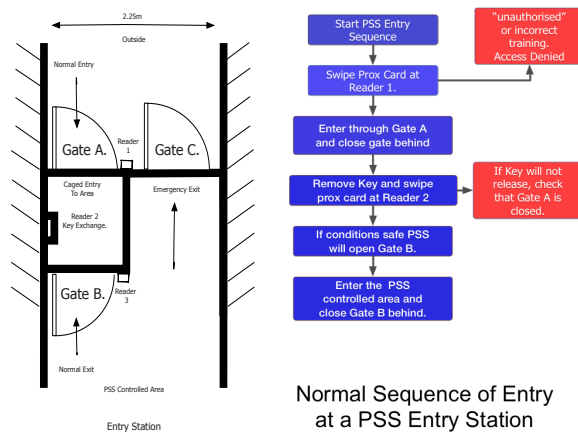 2.25m
Outside
Normal Entry
Gate A.
Reader
1
Gate C.
Caged Entry
To Area
Reader 2
Key Exchange.
Emergency Exit
Gate B.
Reader
3
Normal Exit
PSS Controlled Area
Entry Station
Start PSS Entry
Sequence
"unauthorised"
or incorrect
training.
Access Denied
Swipe Prox Card at
Reader 1.
Enter through Gate A
and close gate behind
Remove Key and swipe
prox card at Reader 2
If Key will not
release, check
that Gate A is
closed.
If conditions safe PSS
will open Gate B.
Enter the PSS
controlled area and
close Gate B behind.
Normal Sequence of Entry
at a PSS Entry Station